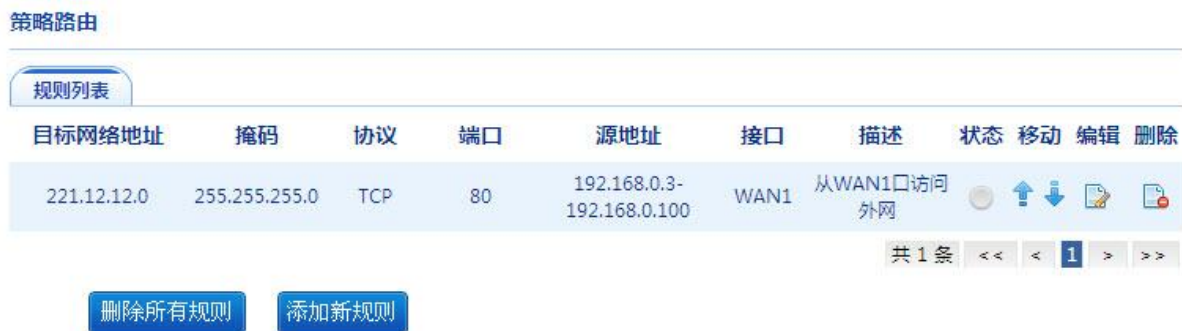 策略路由
规则列表
目标网络地址 掩码 协议 端口 源地址 接口 描述 状态 移动 编辑 删除
221.12.12.0 255.255.255.0 TCP 80 192.168.0.3-192.168.0.100 WAN1 从WAN1口访问外网
共 1 条 << < 1 > >>
删除所有规则 添加新规则